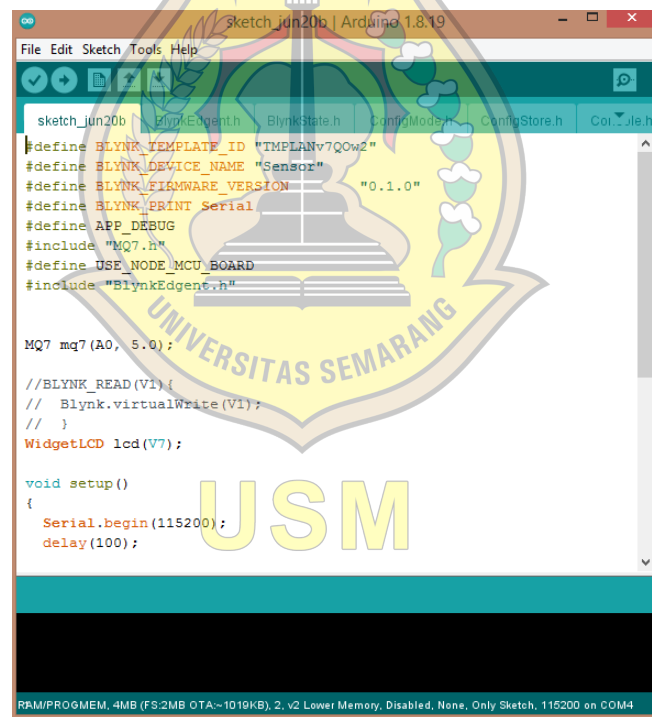 sketch_jun20b | Arduino 1.8.19
File Edit Sketch Tools Help
sketch_jun20b BlynkEdgent.h BlynkState.h ConfigMode.h ConfigStore.h
#define BLYNK_TEMPLATE_ID "TMPLANv7QOw2"
#define BLYNK_DEVICE_NAME "Sensor"
#define BLYNK_FIRMWARE_VERSION "0.1.0"
#define BLYNK_PRINT Serial
#define APP_DEBUG
#include "MQ7.h"
#define USE_NODE_MCU_BOARD
#include "BlynkEdgent.h"
MQ7 mq7(A0, 5.0);
//BLYNK_READ(V1){
// Blynk.virtualWrite(V1);
// }
WidgetLCD lcd(V7);
void setup()
{
Serial.begin(115200);
delay(100);
UNIVERSITAS SEMARANG
USM
RAM/PROGMEM, 4MB (FS:2MB OTA:~1019KB), 2, v2 Lower Memory, Disabled, None, Only Sketch, 115200 on COM4